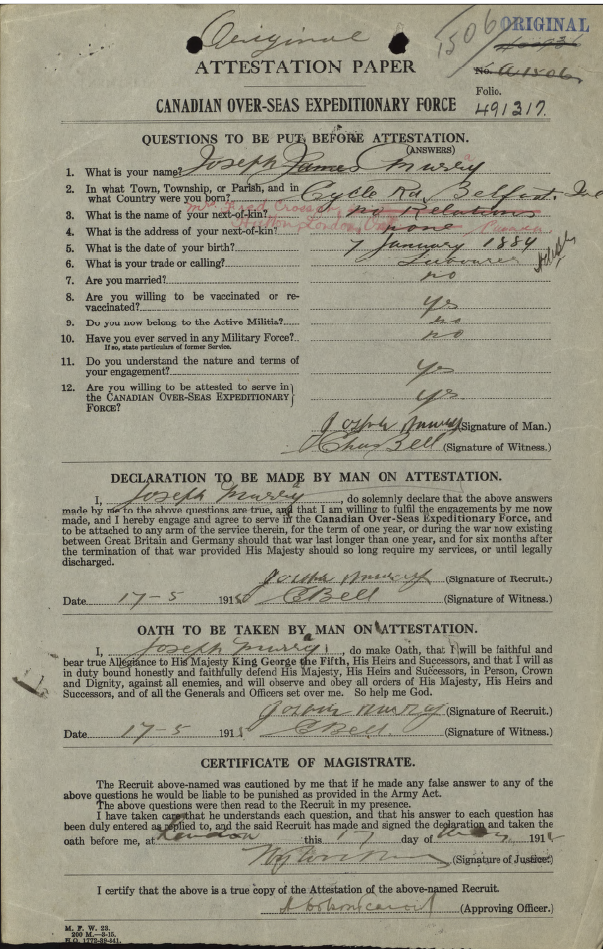 Original
1506
ORIGINAL
ATTESTATION PAPER
No. A1506
Folio.
CANADIAN OVER-SEAS EXPEDITIONARY FORCE
491317.
QUESTIONS TO BE PUT BEFORE ATTESTATION.
(ANSWERS)
1. What is your name? Joseph James Murry
2. In what Town, Township, or Parish, and in
what Country were you born? Belfast. Ire
Mrs Fred
3. What is the name of your next-of-kin? no Relations
4. What is the address of your next-of-kin? London none
5. What is the date of your birth? 7 January 1884
6. What is your trade or calling? Labourer
7. Are you married? no
8. Are you willing to be vaccinated or re-
vaccinated? yes
9. Do you now belong to the Active Militia? no
10. Have you ever served in any Military Force? no
If so, state particulars of former Service.
11. Do you understand the nature and terms of
your engagement? yes
12. Are you willing to be attested to serve in
the CANADIAN OVER-SEAS EXPEDITIONARY
FORCE? yes
Joseph Murry (Signature of Man.)
Chas Bell (Signature of Witness.)
DECLARATION TO BE MADE BY MAN ON ATTESTATION.
I, Joseph Murry, do solemnly declare that the above answers
made by me to the above questions are true, and that I am willing to fulfil the engagements by me now
made, and I hereby engage and agree to serve in the Canadian Over-Seas Expeditionary Force, and
to be attached to any arm of the service therein, for the term of one year, or during the war now existing
between Great Britain and Germany should that war last longer than one year, and for six months after
the termination of that war provided His Majesty should so long require my services, or until legally
discharged.
Joseph Murry (Signature of Recruit.)
Date 17-5 191 C Bell (Signature of Witness.)
OATH TO BE TAKEN BY MAN ON ATTESTATION.
I, Joseph Murry, do make Oath, that I will be faithful and
bear true Allegiance to His Majesty King George the Fifth, His Heirs and Successors, and that I will as
in duty bound honestly and faithfully defend His Majesty, His Heirs and Successors, in Person, Crown
and Dignity, against all enemies, and will observe and obey all orders of His Majesty, His Heirs and
Successors, and of all the Generals and Officers set over me. So help me God.
Joseph Murry (Signature of Recruit.)
Date 17-5 191 C Bell. (Signature of Witness.)
CERTIFICATE OF MAGISTRATE.
The Recruit above-named was cautioned by me that if he made any false answer to any of the
above questions he would be liable to be punished as provided in the Army Act.
The above questions were then read to the Recruit in my presence.
I have taken care that he understands each question, and that his answer to each question has
been duly entered as replied to, and the said Recruit has made and signed the declaration and taken the
oath before me, at London this 17 day of May 191
(Signature of Justice.)
I certify that the above is a true copy of the Attestation of the above-named Recruit.
(Approving Officer.)
M. F. W. 23.
200 M.—8-15.
H.Q. 1772-39-841.